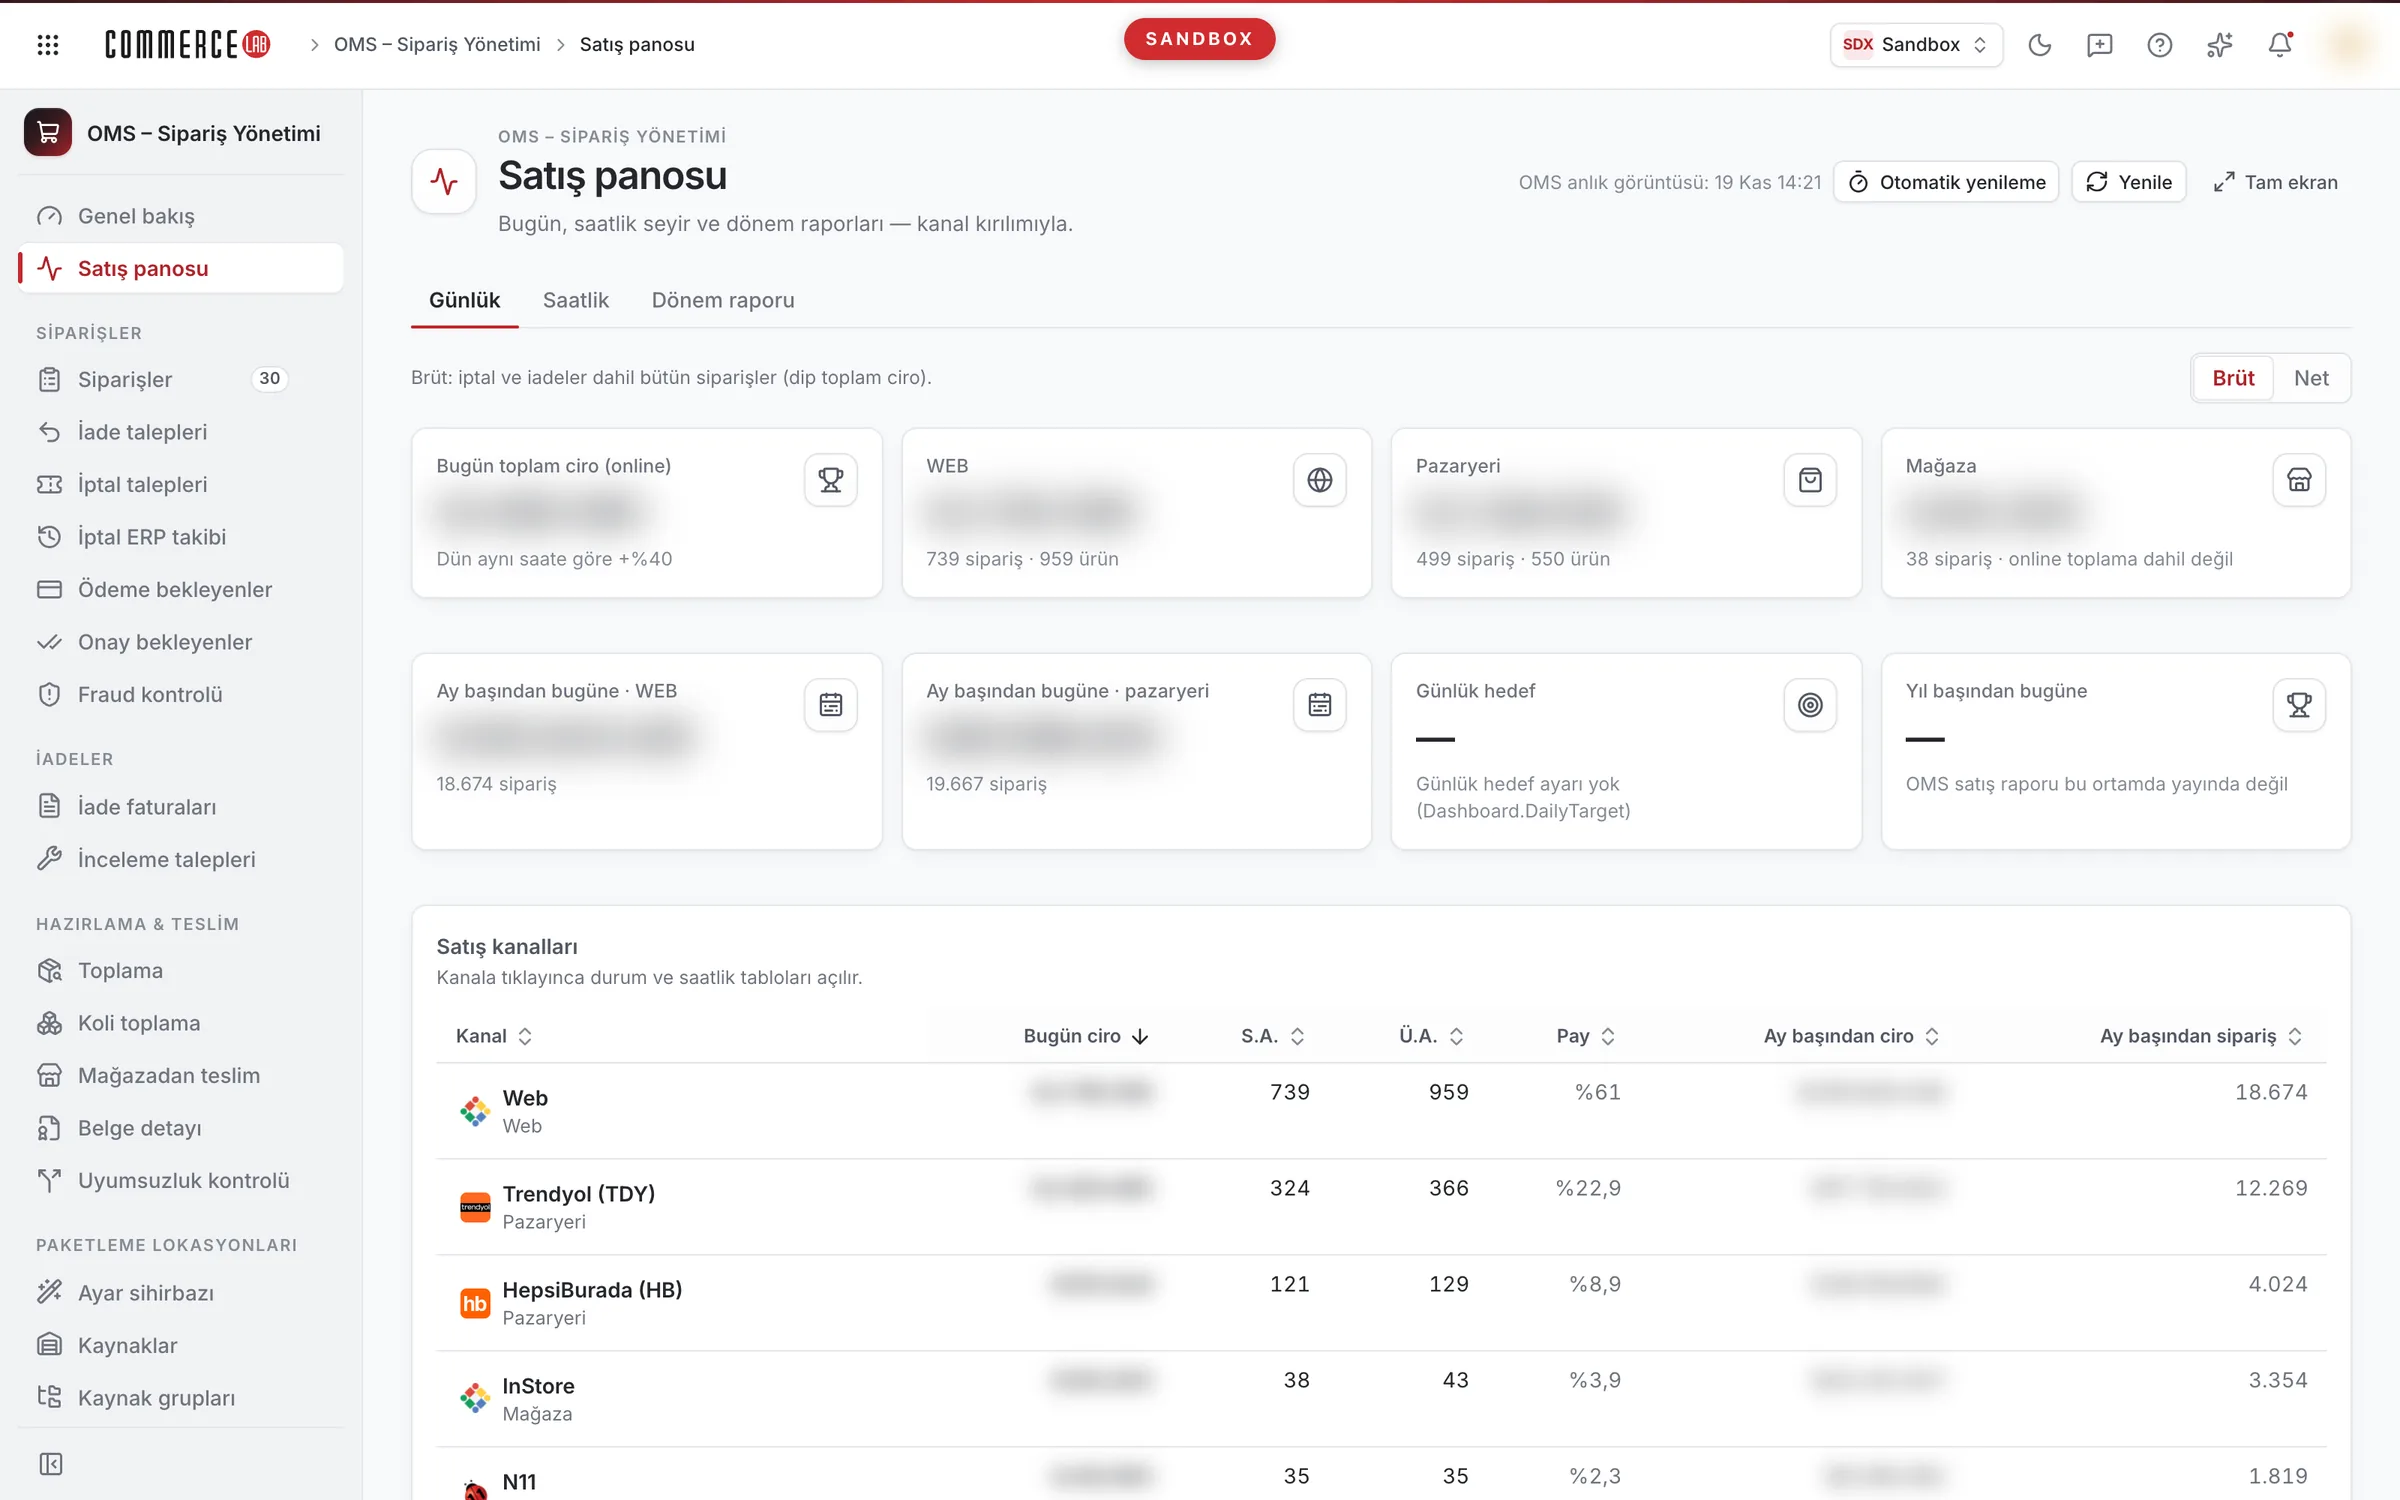 COMMERCE LAB
OMS – Sipariş Yönetimi
Satış panosu
SANDBOX
SDX Sandbox
OMS – Sipariş Yönetimi
Genel bakış
Satış panosu
SİPARİŞLER
Siparişler 30
İade talepleri
İptal talepleri
İptal ERP takibi
Ödeme bekleyenler
Onay bekleyenler
Fraud kontrolü
İADELER
İade faturaları
İnceleme talepleri
HAZIRLAMA & TESLİM
Toplama
Koli toplama
Mağazadan teslim
Belge detayı
Uyumsuzluk kontrolü
PAKETLEME LOKASYONLARI
Ayar sihirbazı
Kaynaklar
Kaynak grupları
OMS – SİPARİŞ YÖNETİMİ
Satış panosu
Bugün, saatlik seyir ve dönem raporları — kanal kırılımıyla.
OMS anlık görüntüsü: 19 Kas 14:21
Otomatik yenileme
Yenile
Tam ekran
Günlük Saatlik Dönem raporu
Brüt: iptal ve iadeler dahil bütün siparişler (dip toplam ciro).
Brüt Net
Bugün toplam ciro (online)
Dün aynı saate göre +%40
WEB
739 sipariş · 959 ürün
Pazaryeri
499 sipariş · 550 ürün
Mağaza
38 sipariş · online toplama dahil değil
Ay başından bugüne · WEB
18.674 sipariş
Ay başından bugüne · pazaryeri
19.667 sipariş
Günlük hedef
—
Günlük hedef ayarı yok
(Dashboard.DailyTarget)
Yıl başından bugüne
—
OMS satış raporu bu ortamda yayında değil
Satış kanalları
Kanala tıklayınca durum ve saatlik tabloları açılır.
Kanal Bugün ciro S.A. Ü.A. Pay Ay başından ciro Ay başından sipariş
Web 739 959 %61 18.674
Web
trendyol
Trendyol (TDY) 324 366 %22,9 12.269
Pazaryeri
hb
HepsiBurada (HB) 121 129 %8,9 4.024
Pazaryeri
InStore 38 43 %3,9 3.354
Mağaza
N11 35 35 %2,3 1.819